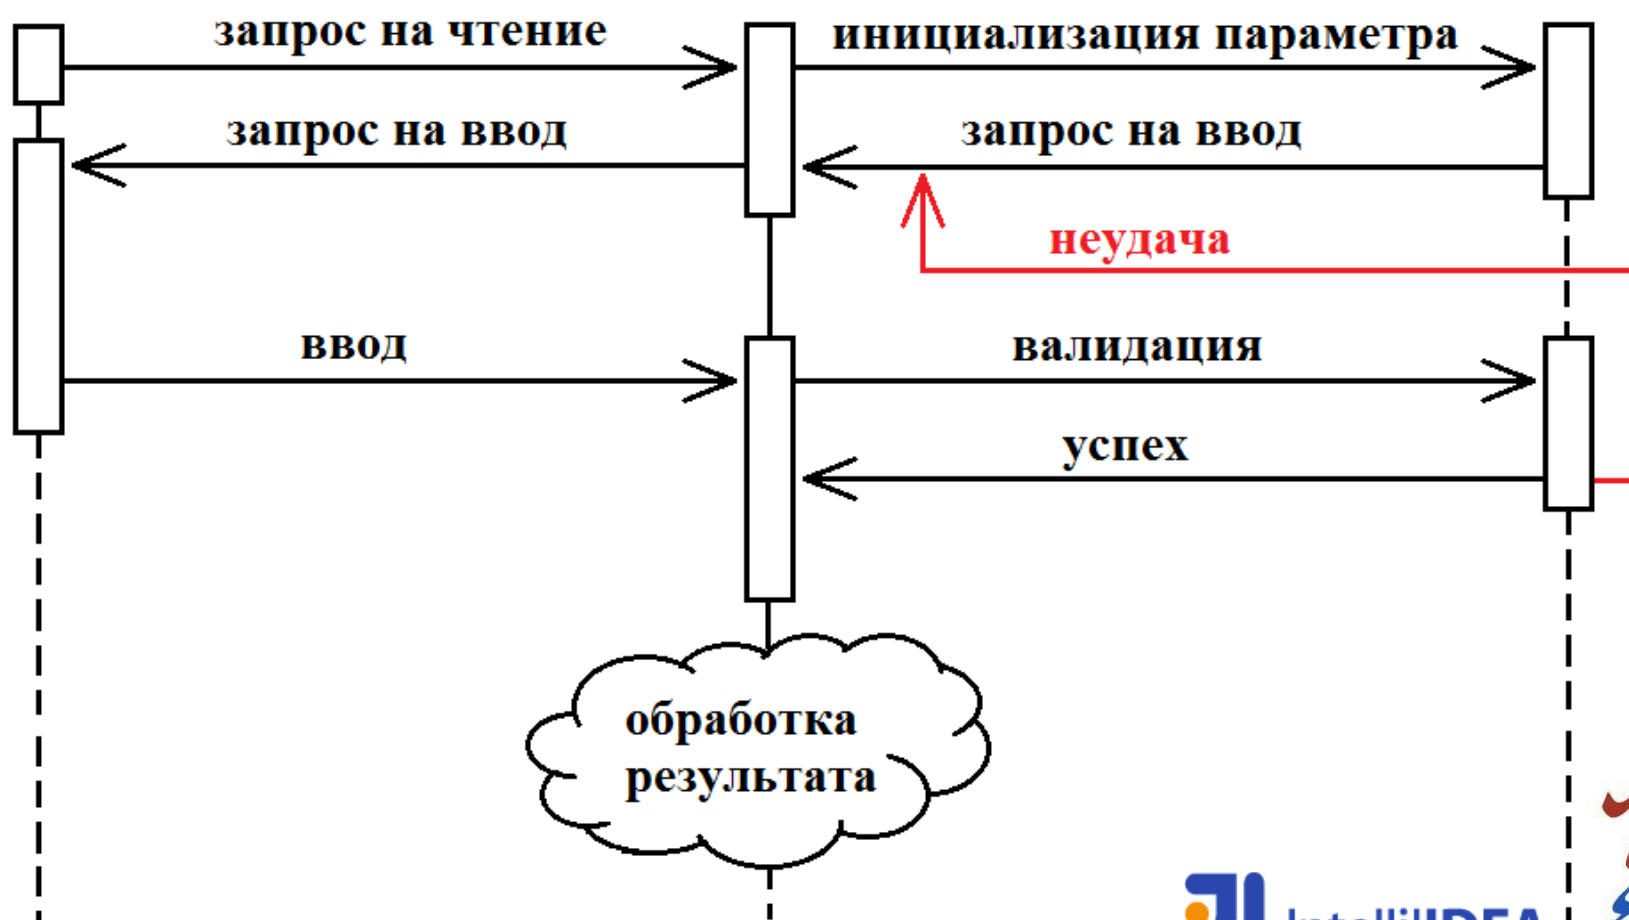 запрос на чтение
инициализация параметра
запрос на ввод
запрос на ввод
неудача
ввод
валидация
успех
обработка
результата